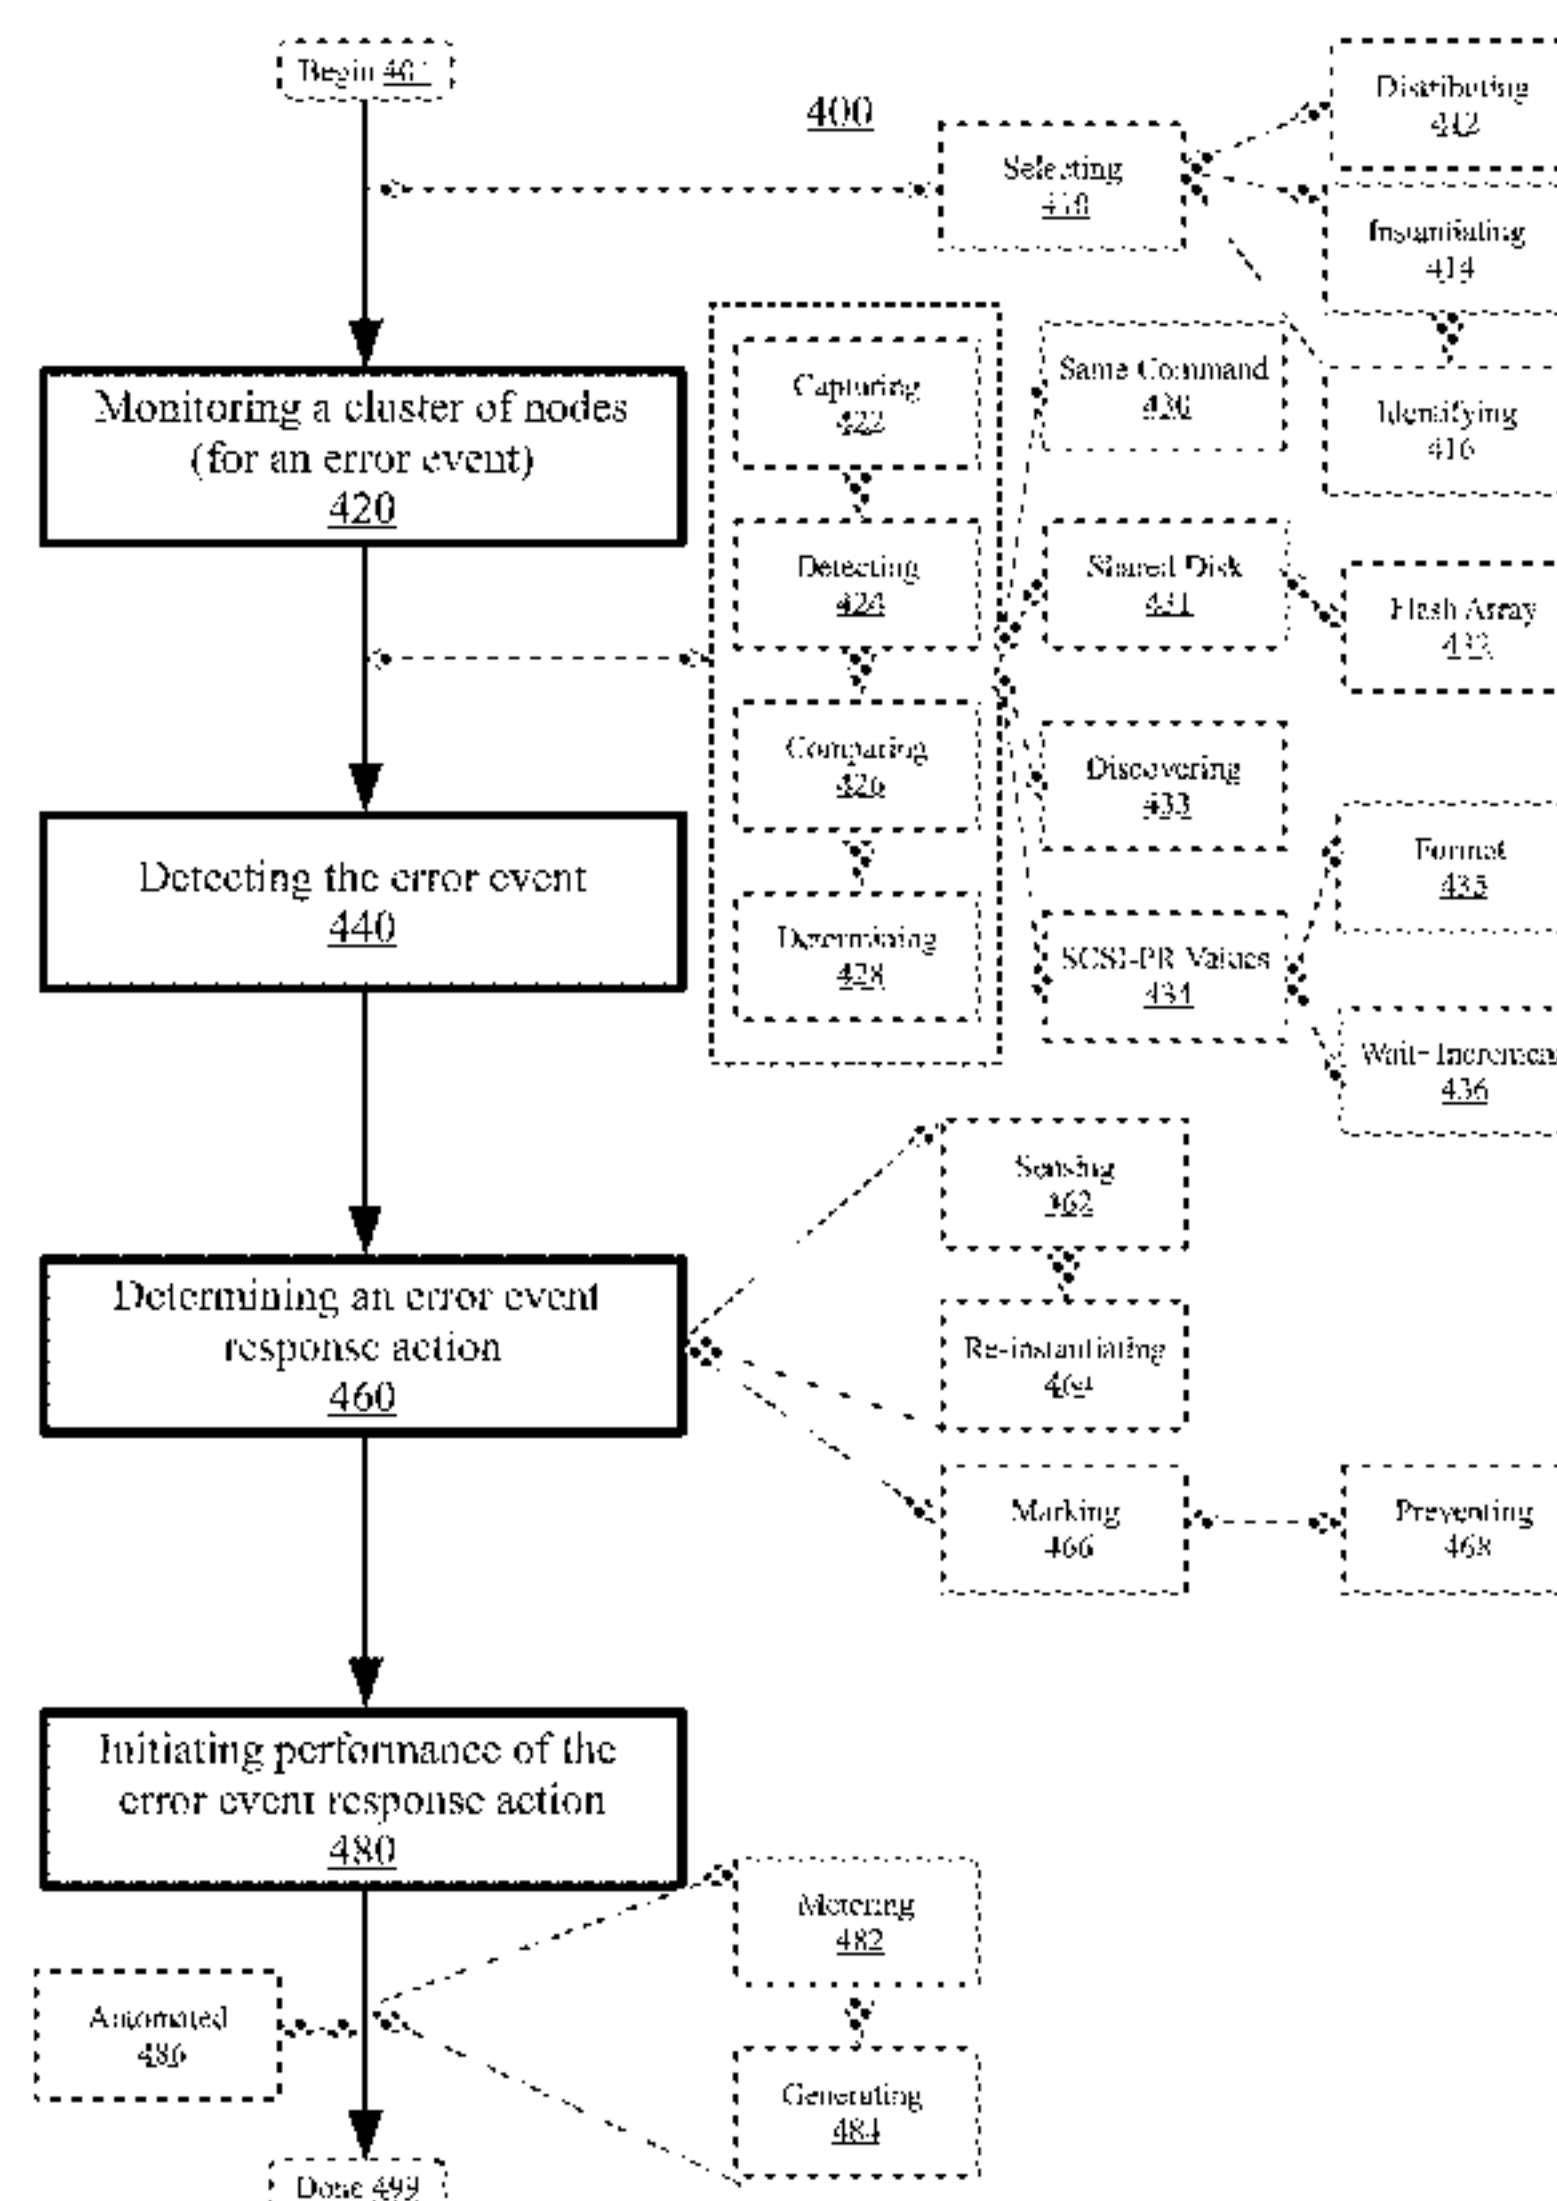 Begin 401
400
Selecting
410
Distributing
412
Instantiating
414
Identifying
416
Monitoring a cluster of nodes
(for an error event)
420
Capturing
422
Detecting
424
Comparing
426
Determining
428
Same Command
430
Shared Disk
431
Flash Array
432
Discovering
433
SCSI-PR Values
434
Format
435
Wait-
436
Detecting the error event
440
Determining an error event
response action
460
Sensing
462
Re-instantiating
464
Marking
466
Preventing
468
Initiating performance of the
error event response action
480
Metering
482
Generating
484
Automated
486
Done 499